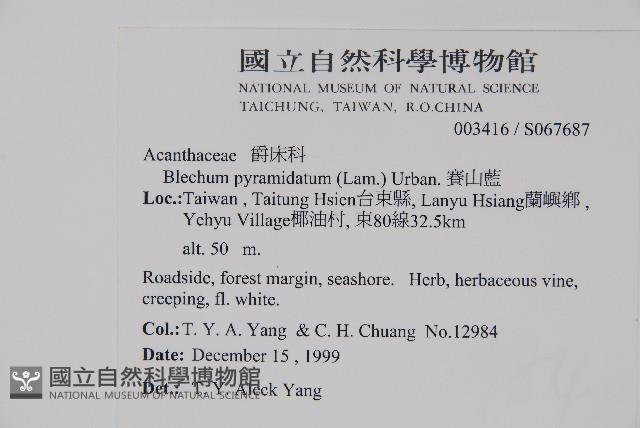 國立自然科學博物館
NATIONAL MUSEUM OF NATURAL SCIENCE
TAICHUNG, TAIWAN, R.O.CHINA
003416 / S067687
Acanthaceae 爵床科
Blechum pyramidatum (Lam.) Urban. 賽山藍
Loc.:Taiwan , Taitung Hsien台東縣, Lanyu Hsiang蘭嶼鄉 ,
Yehyu Village椰油村, 東80線32.5km
alt. 50 m.
Roadside, forest margin, seashore. Herb, herbaceous vine,
creeping, fl. white.
Col.:T. Y. A. Yang & C. H. Chuang No.12984
Date: December 15 , 1999
Det.: T. Y. Aleck Yang
國立自然科學博物館
NATIONAL MUSEUM OF NATURAL SCIENCE